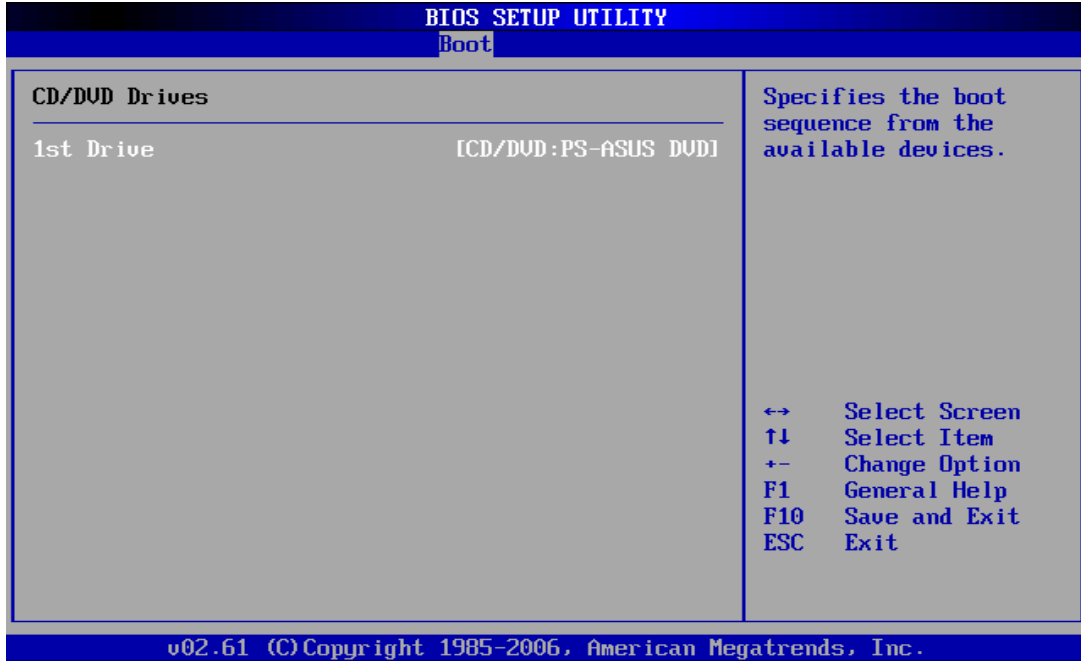 BIOS SETUP UTILITY
Boot
CD/DVD Drives
1st Drive [CD/DVD:PS-ASUS DVD]
Specifies the boot
sequence from the
available devices.
←→ Select Screen
↑↓ Select Item
+- Change Option
F1 General Help
F10 Save and Exit
ESC Exit
v02.61 (C)Copyright 1985-2006, American Megatrends, Inc.